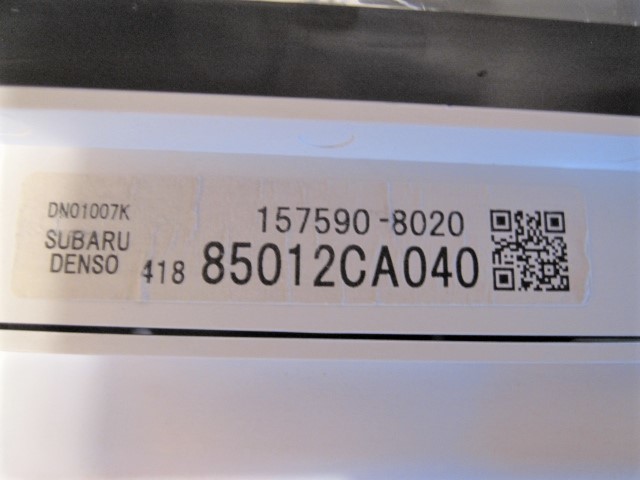 DN01007K
SUBARU
DENSO
157590-8020
418 85012CA040